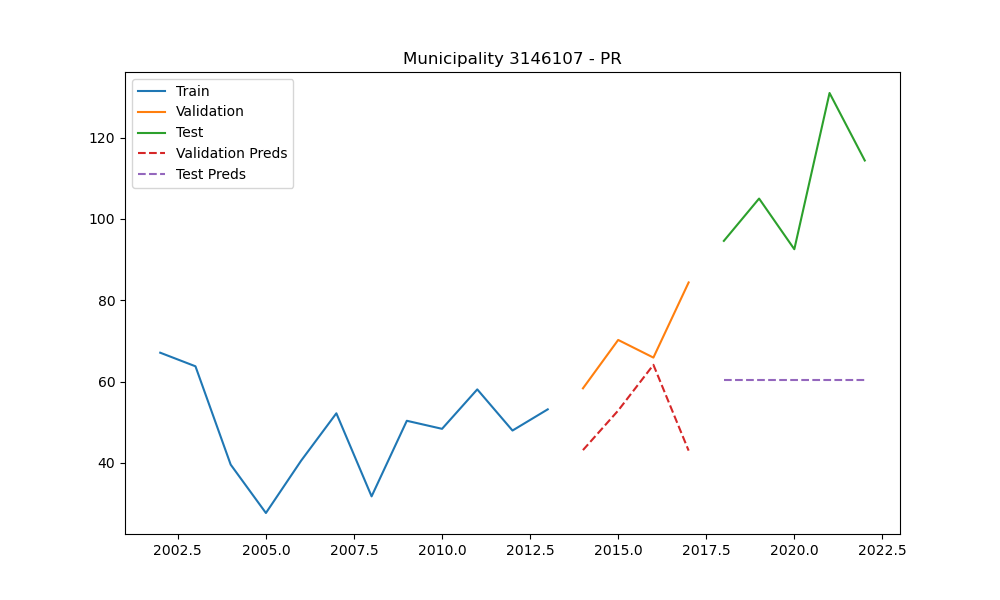 Municipality 3146107 - PR
Train
Validation
Test
Validation Preds
Test Preds
120
100
80
60
40
2002.5 2005.0 2007.5 2010.0 2012.5 2015.0 2017.5 2020.0 2022.5